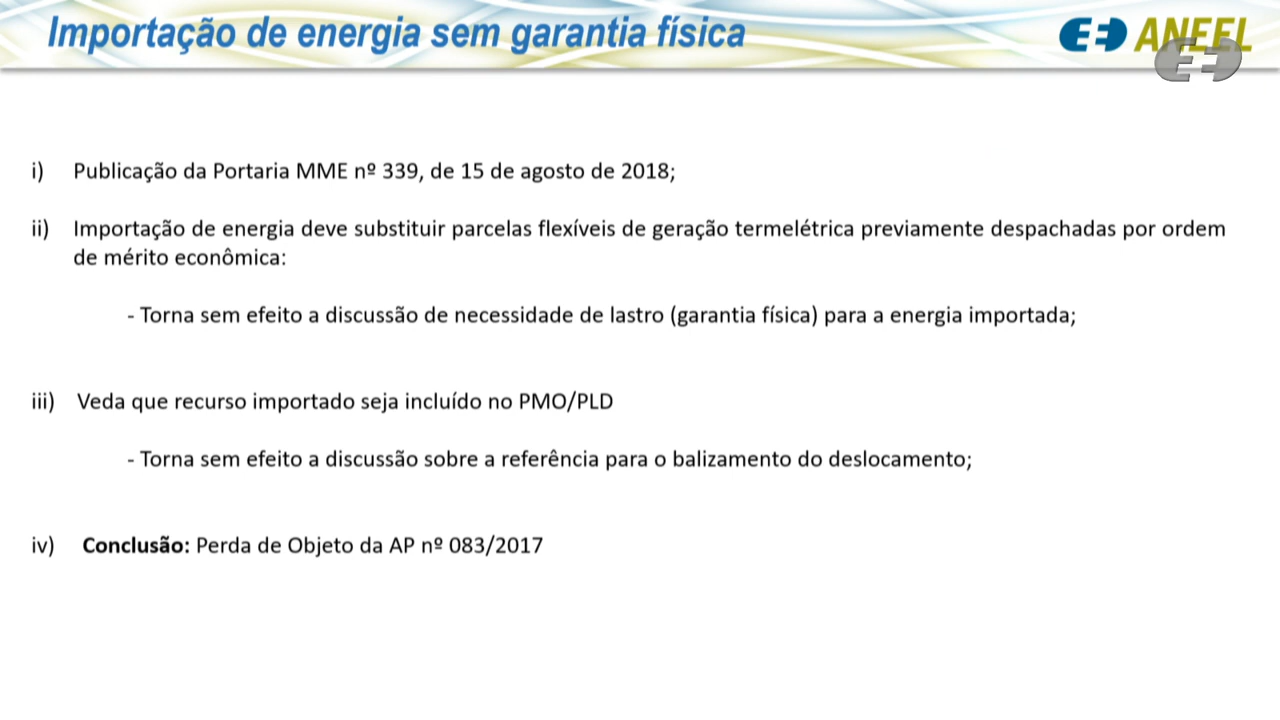 Importação de energia sem garantia física
ANEEL
i) Publicação da Portaria MME nº 339, de 15 de agosto de 2018;
ii) Importação de energia deve substituir parcelas flexíveis de geração termelétrica previamente despachadas por ordem
de mérito econômica:
- Torna sem efeito a discussão de necessidade de lastro (garantia física) para a energia importada;
iii) Veda que recurso importado seja incluído no PMO/PLD
- Torna sem efeito a discussão sobre a referência para o balizamento do deslocamento;
iv) Conclusão: Perda de Objeto da AP nº 083/2017